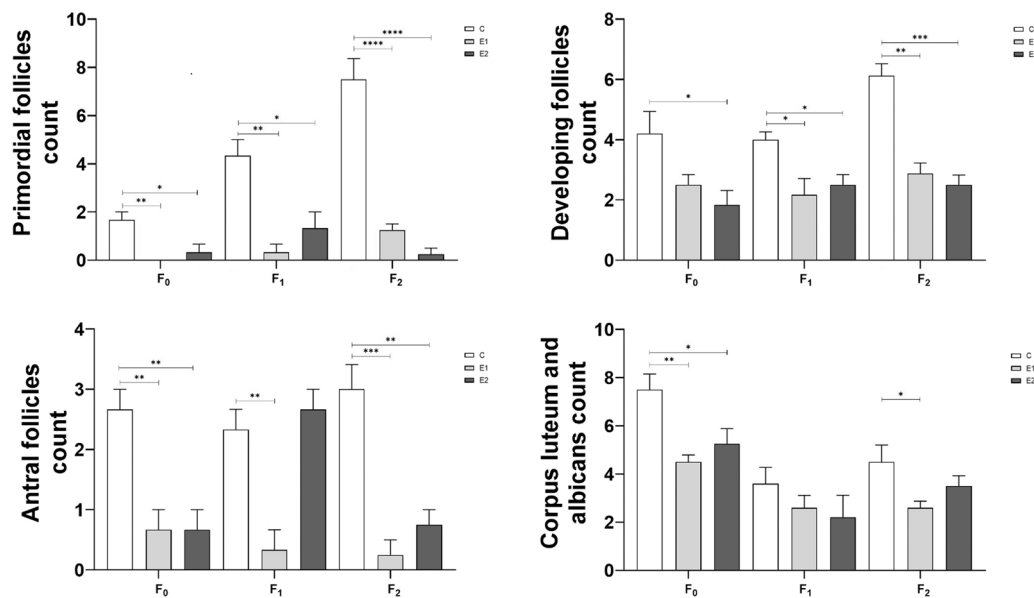 Primordial follicles
count
10
8
6
4
2
0
**
*
**
*
****
****
F0
F1
F2
C
E1
E2
Developing follicles
count
8
6
4
2
0
*
*
*
**
***
F0
F1
F2
C
E1
E
Antral follicles
count
4
3
2
1
0
**
**
**
***
**
F0
F1
F2
C
E1
E2
Corpus luteum and
albicans count
10
8
6
4
2
0
**
*
*
F0
F1
F2
C
E1
E2